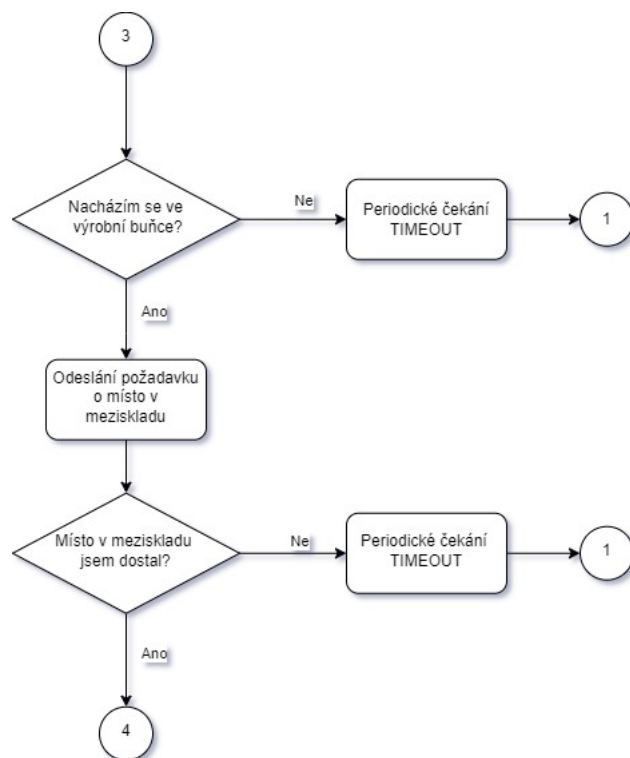 3
Nacházím se ve
výrobní buňce?
Ne
Periodické čekání
TIMEOUT
1
Ano
Odeslání požadavku
o místo v
meziskladu
Místo v meziskladu
jsem dostal?
Ne
Periodické čekání
TIMEOUT
1
Ano
4